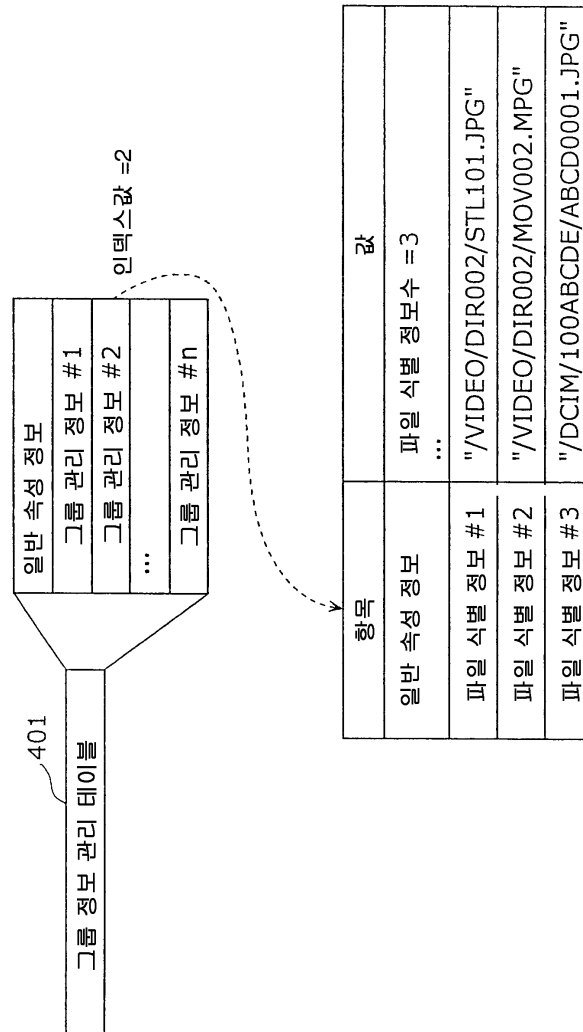 401
그룹 정보 관리 테이블
일반 속성 정보
그룹 관리 정보 #1
그룹 관리 정보 #2
...
그룹 관리 정보 #n
인덱스값 =2
항목 값
일반 속성 정보 파일 식별 정보수 =3
...
파일 식별 정보 #1 "/VIDEO/DIR002/STL101.JPG"
파일 식별 정보 #2 "/VIDEO/DIR002/MOV002.MPG"
파일 식별 정보 #3 "/DCIM/100ABCDE/ABCD0001.JPG"